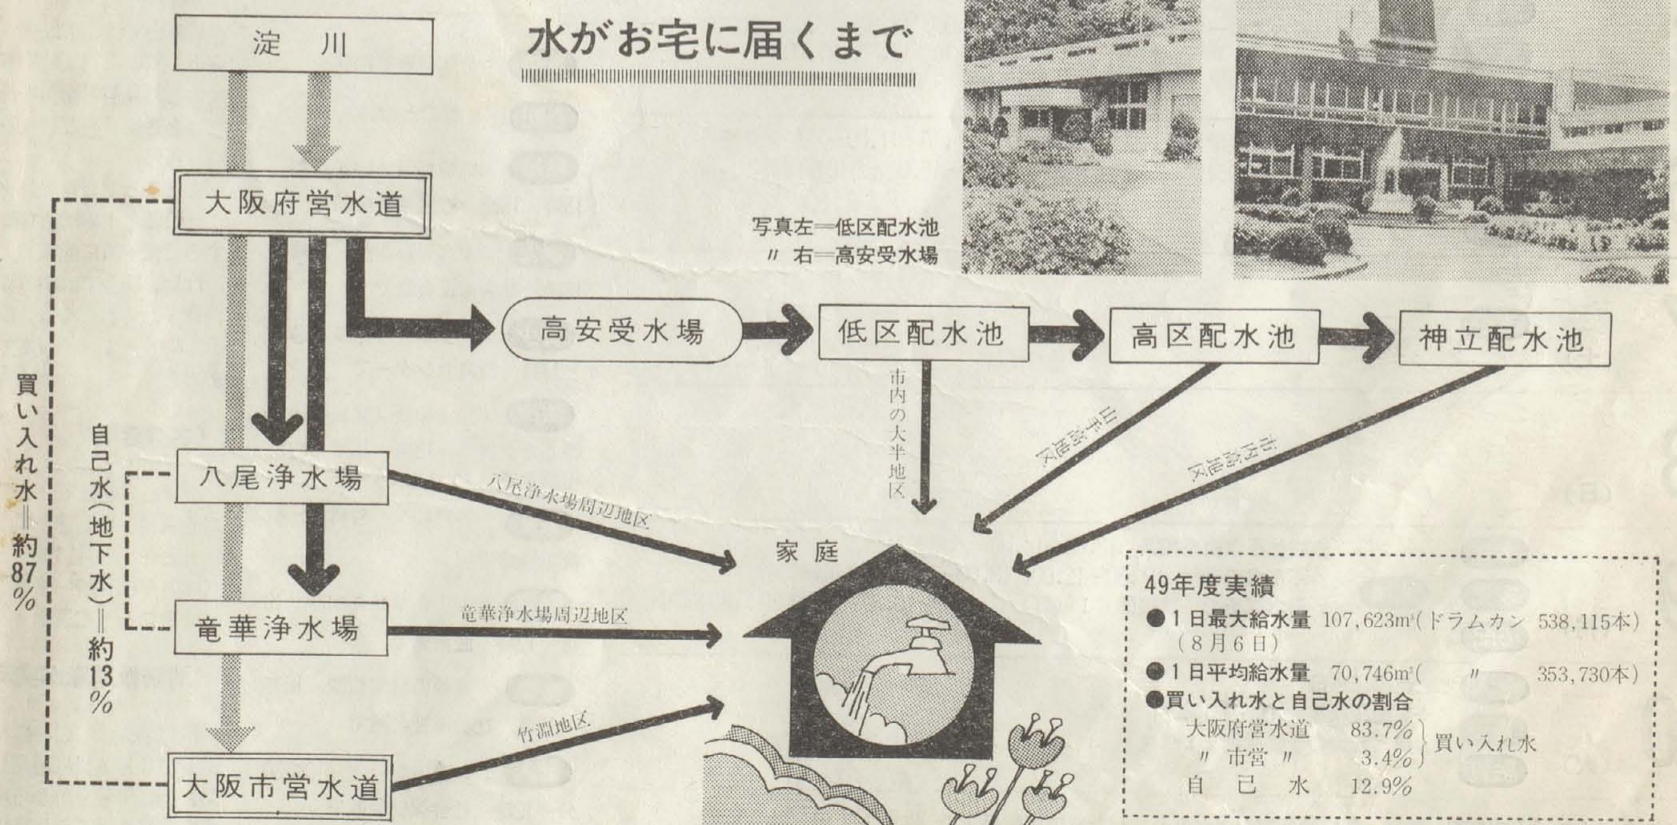 水がお宅に届くまで
淀川
大阪府営水道
写真左＝低区配水池
〃 右＝高安受水場
高安受水場
低区配水池
高区配水池
神立配水池
市内の大半地区
山手高地区
市内高地区
買い入れ水＝約87%
自己水(地下水)＝約13%
八尾浄水場
八尾浄水場周辺地区
竜華浄水場
竜華浄水場周辺地区
大阪市営水道
竹淵地区
家庭
49年度実績
●1日最大給水量 107,623m³(ドラムカン 538,115本)
(8月6日)
●1日平均給水量 70,746m³( 〃 353,730本)
●買い入れ水と自己水の割合
大阪府営水道 83.7%
〃 市営 〃 3.4%
買い入れ水
自己水 12.9%